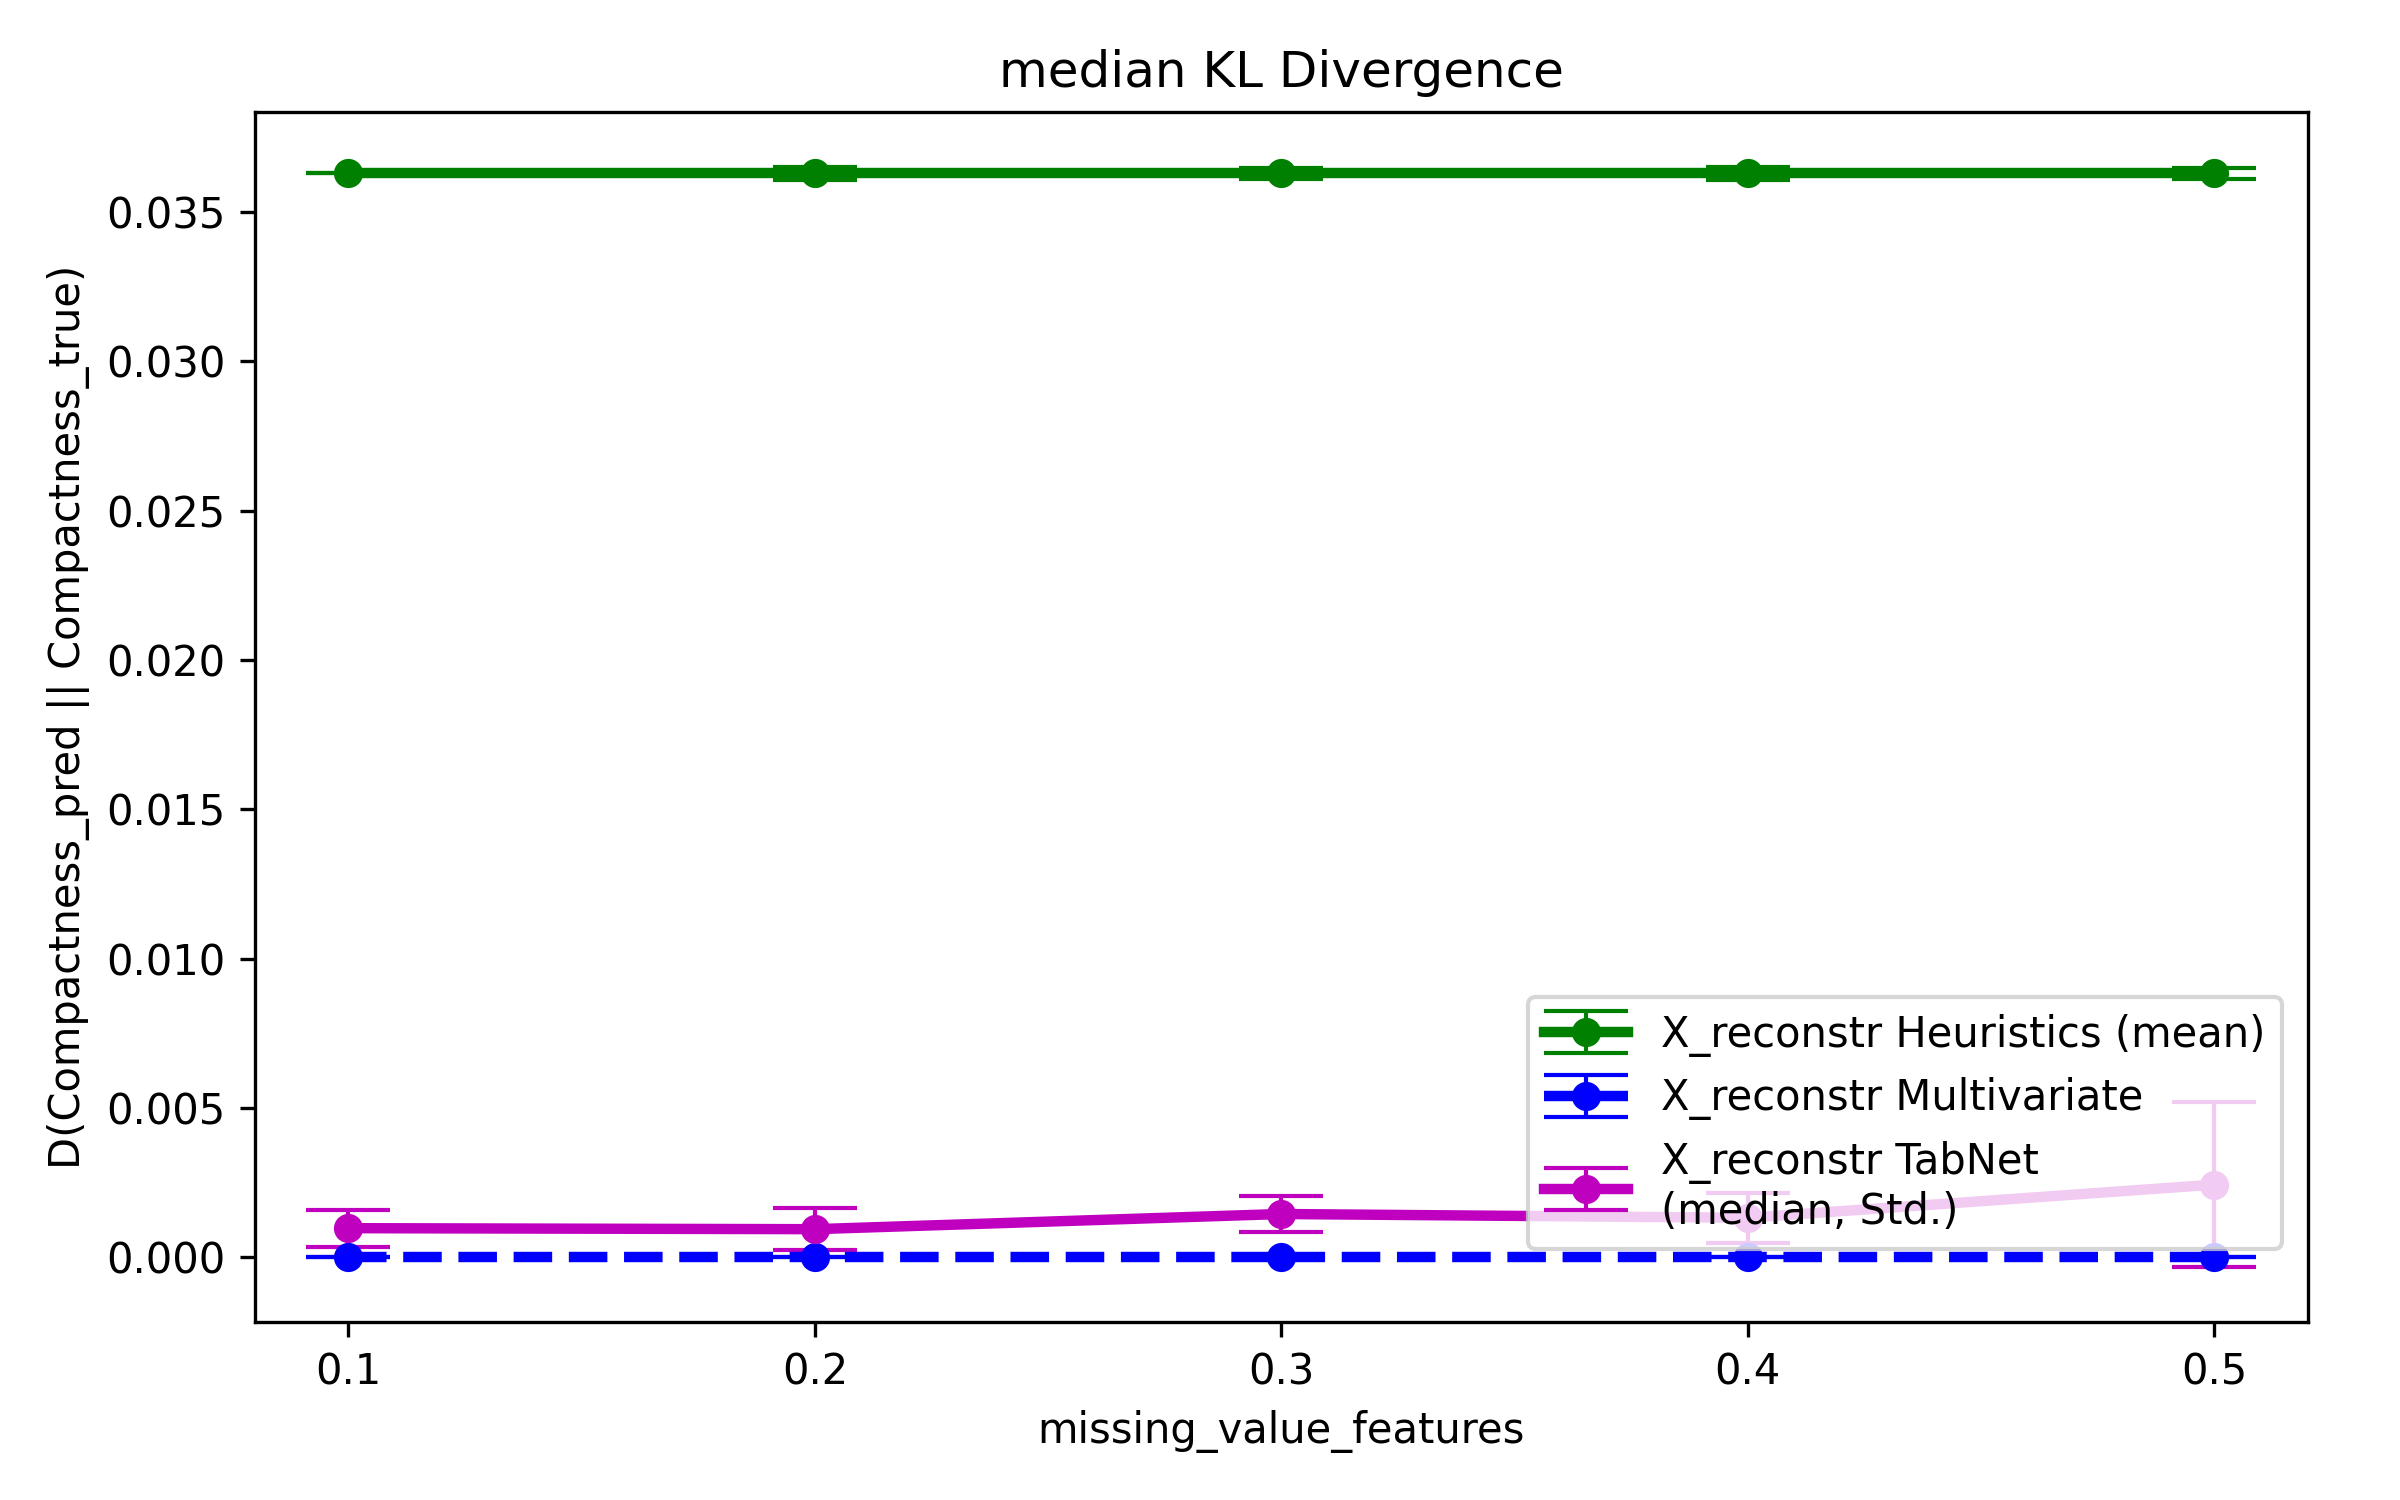 median KL Divergence
D(Compactness_pred || Compactness_true)
0.035
0.030
0.025
0.020
0.015
0.010
0.005
0.000
X_reconstr Heuristics (mean)
X_reconstr Multivariate
X_reconstr TabNet
(median, Std.)
0.1 0.2 0.3 0.4 0.5
missing_value_features